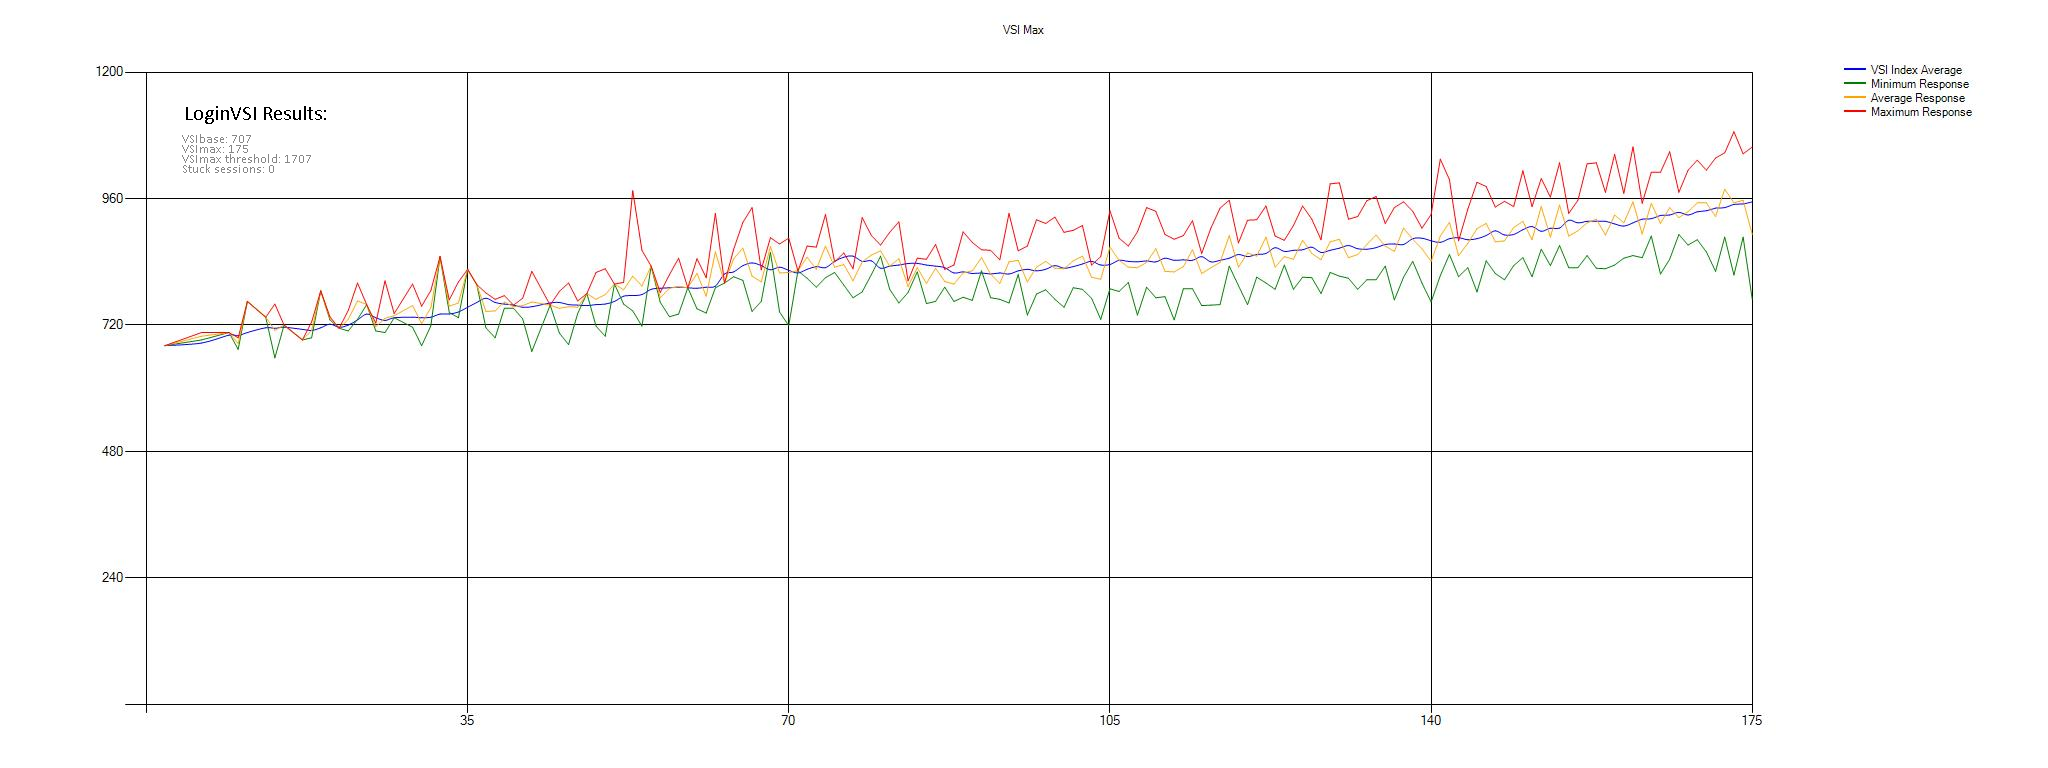 VSI Max
1200
960
720
480
240
35
70
105
140
175
LoginVSI Results:
VSIbase: 707
VSImax: 175
VSImax threshold: 1707
Stuck sessions: 0
VSI Index Average
Minimum Response
Average Response
Maximum Response